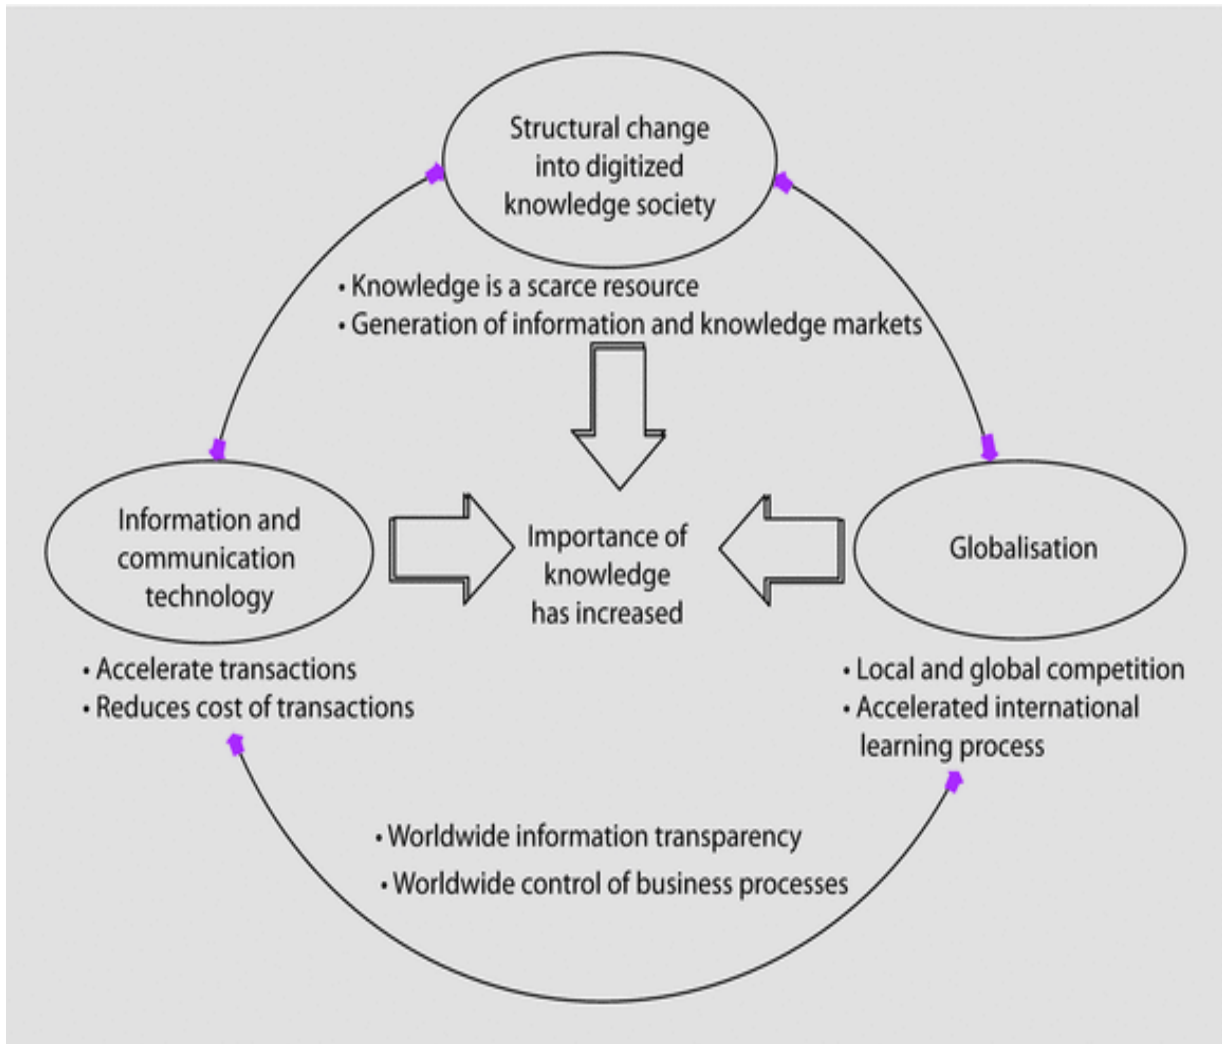 Structural change
into digitized
knowledge society
• Knowledge is a scarce resource
• Generation of information and knowledge markets
Information and
communication
technology
Importance of
knowledge
has increased
Globalisation
• Accelerate transactions
• Reduces cost of transactions
• Local and global competition
• Accelerated international
learning process
• Worldwide information transparency
• Worldwide control of business processes